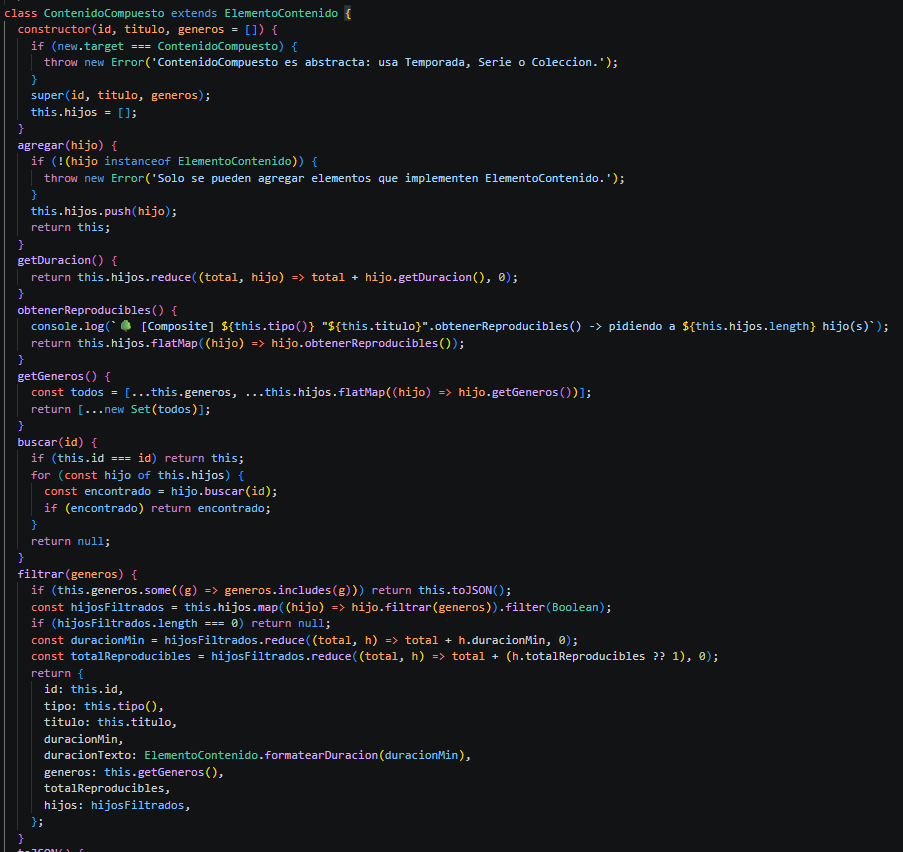 class ContenidoCompuesto extends ElementoContenido {
  constructor(id, titulo, generos = []) {
    if (new.target === ContenidoCompuesto) {
      throw new Error('ContenidoCompuesto es abstracta: usa Temporada, Serie o Coleccion.');
    }
    super(id, titulo, generos);
    this.hijos = [];
  }
  agregar(hijo) {
    if (!(hijo instanceof ElementoContenido)) {
      throw new Error('Solo se pueden agregar elementos que implementen ElementoContenido.');
    }
    this.hijos.push(hijo);
    return this;
  }
  getDuracion() {
    return this.hijos.reduce((total, hijo) => total + hijo.getDuracion(), 0);
  }
  obtenerReproducibles() {
    console.log(`🌳 [Composite] ${this.tipo()} "${this.titulo}".obtenerReproducibles() -> pidiendo a ${this.hijos.length} hijo(s)`);
    return this.hijos.flatMap((hijo) => hijo.obtenerReproducibles());
  }
  getGeneros() {
    const todos = [...this.generos, ...this.hijos.flatMap((hijo) => hijo.getGeneros())];
    return [...new Set(todos)];
  }
  buscar(id) {
    if (this.id === id) return this;
    for (const hijo of this.hijos) {
      const encontrado = hijo.buscar(id);
      if (encontrado) return encontrado;
    }
    return null;
  }
  filtrar(generos) {
    if (this.generos.some((g) => generos.includes(g))) return this.toJSON();
    const hijosFiltrados = this.hijos.map((hijo) => hijo.filtrar(generos)).filter(Boolean);
    if (hijosFiltrados.length === 0) return null;
    const duracionMin = hijosFiltrados.reduce((total, h) => total + h.duracionMin, 0);
    const totalReproducibles = hijosFiltrados.reduce((total, h) => total + (h.totalReproducibles ?? 1), 0);
    return {
      id: this.id,
      tipo: this.tipo(),
      titulo: this.titulo,
      duracionMin,
      duracionTexto: ElementoContenido.formatearDuracion(duracionMin),
      generos: this.getGeneros(),
      totalReproducibles,
      hijos: hijosFiltrados,
    };
  }
  toJSON() {